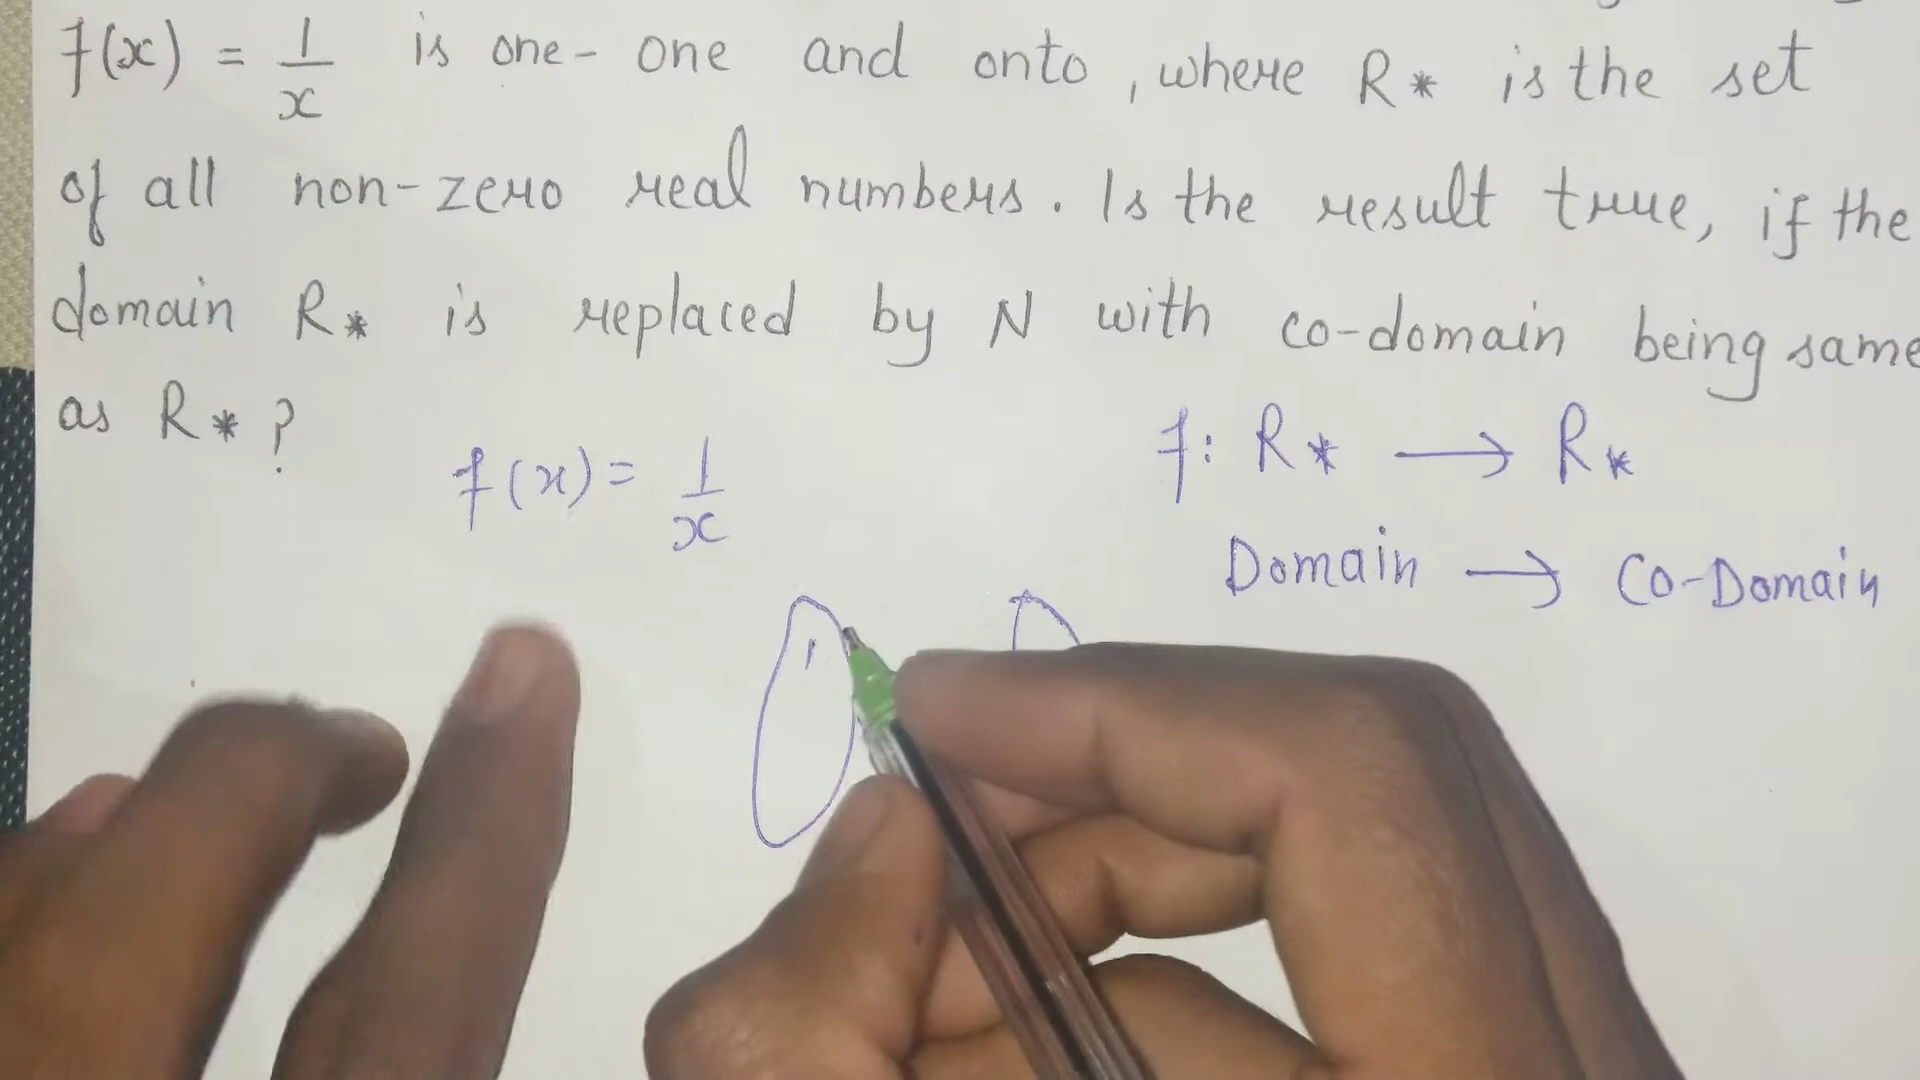 f(x) = 1/x is one-one and onto, where R* is the set
of all non-zero real numbers. Is the result true, if the
domain R* is replaced by N with co-domain being same
as R* ?
f(x) = 1/x
f: R* → R*
Domain → Co-Domain
1